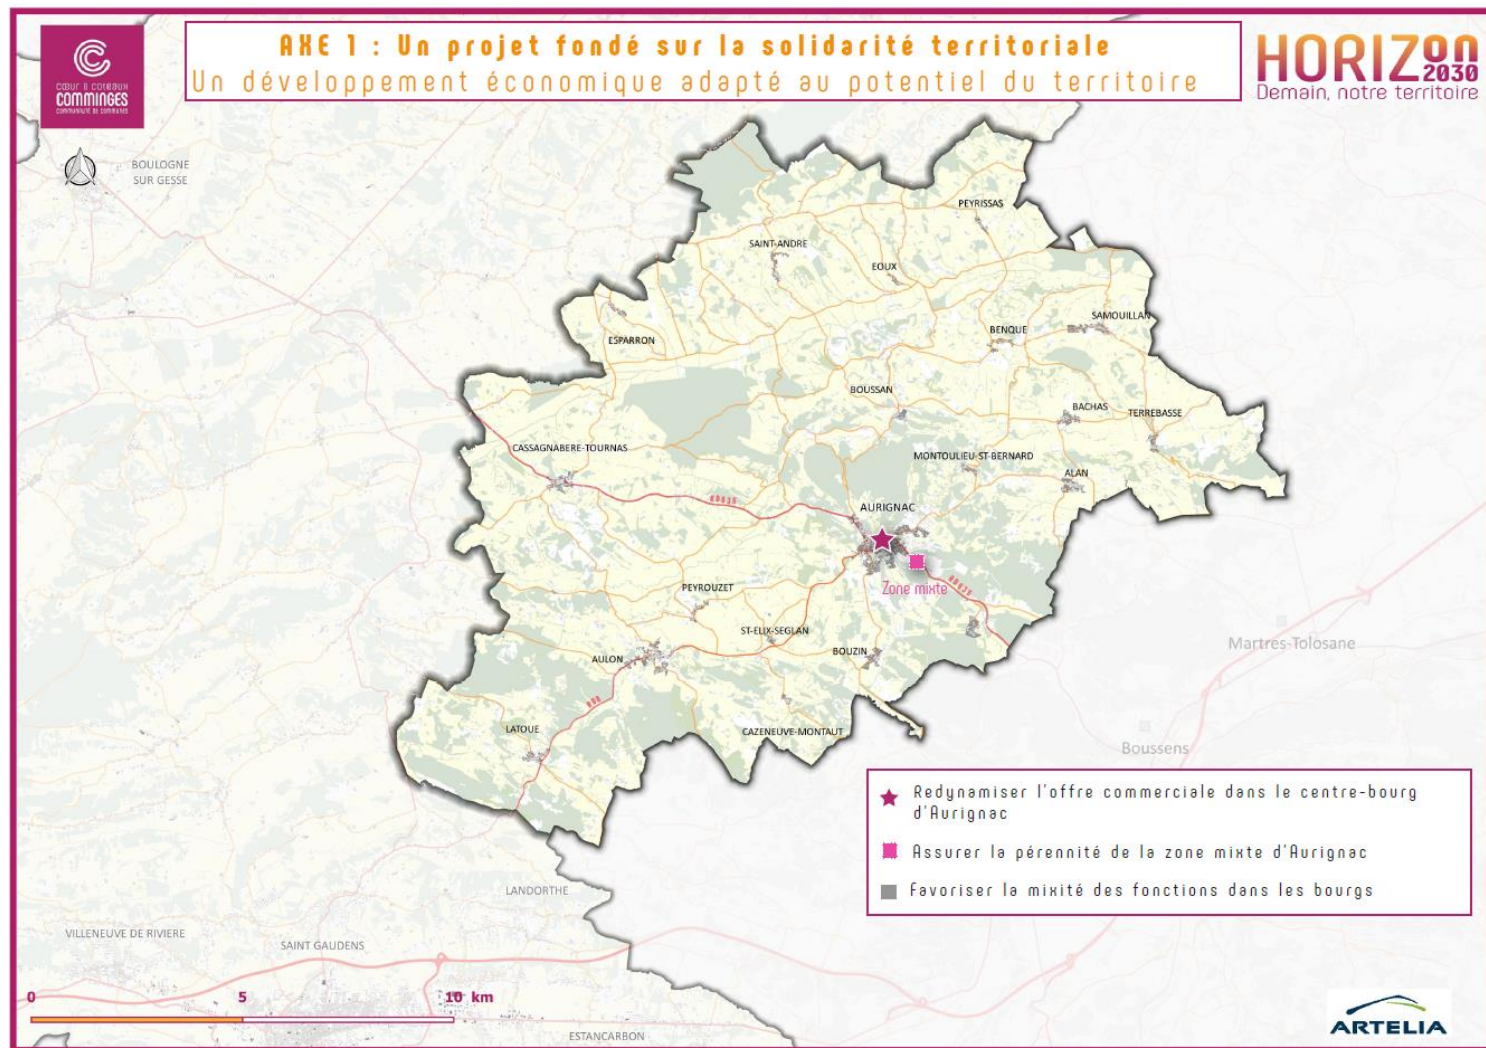 AXE 1 : Un projet fondé sur la solidarité territoriale
Un développement économique adapté au potentiel du territoire
CŒUR & COTEAUX
COMMINGES
COMMUNAUTÉ DE COMMUNES
HORIZON
2030
Demain, notre territoire
BOULOGNE
SUR GESSE
PEYRISSAS
SAINT-ANDRE
EOUX
SAMOUILLAN
BENQUE
ESPARRON
BOUSSAN
BACHAS
TERREBASSE
CASSAGNABERE-TOURNAS
MONTOULIEU-ST-BERNARD
ALAN
AURIGNAC
Zone mixte
PEYROUZET
ST-ELIX-SEGLAN
BOUZIN
AULON
Martres-Tolosane
LATOUE
CAZENEUVE-MONTAUT
Boussens
Redynamiser l'offre commerciale dans le centre-bourg
d'Aurignac
Assurer la pérennité de la zone mixte d'Aurignac
Favoriser la mixité des fonctions dans les bourgs
LANDORTHE
VILLENEUVE DE RIVIERE
SAINT GAUDENS
0 5 10 km
ESTANCARBON
ARTELIA